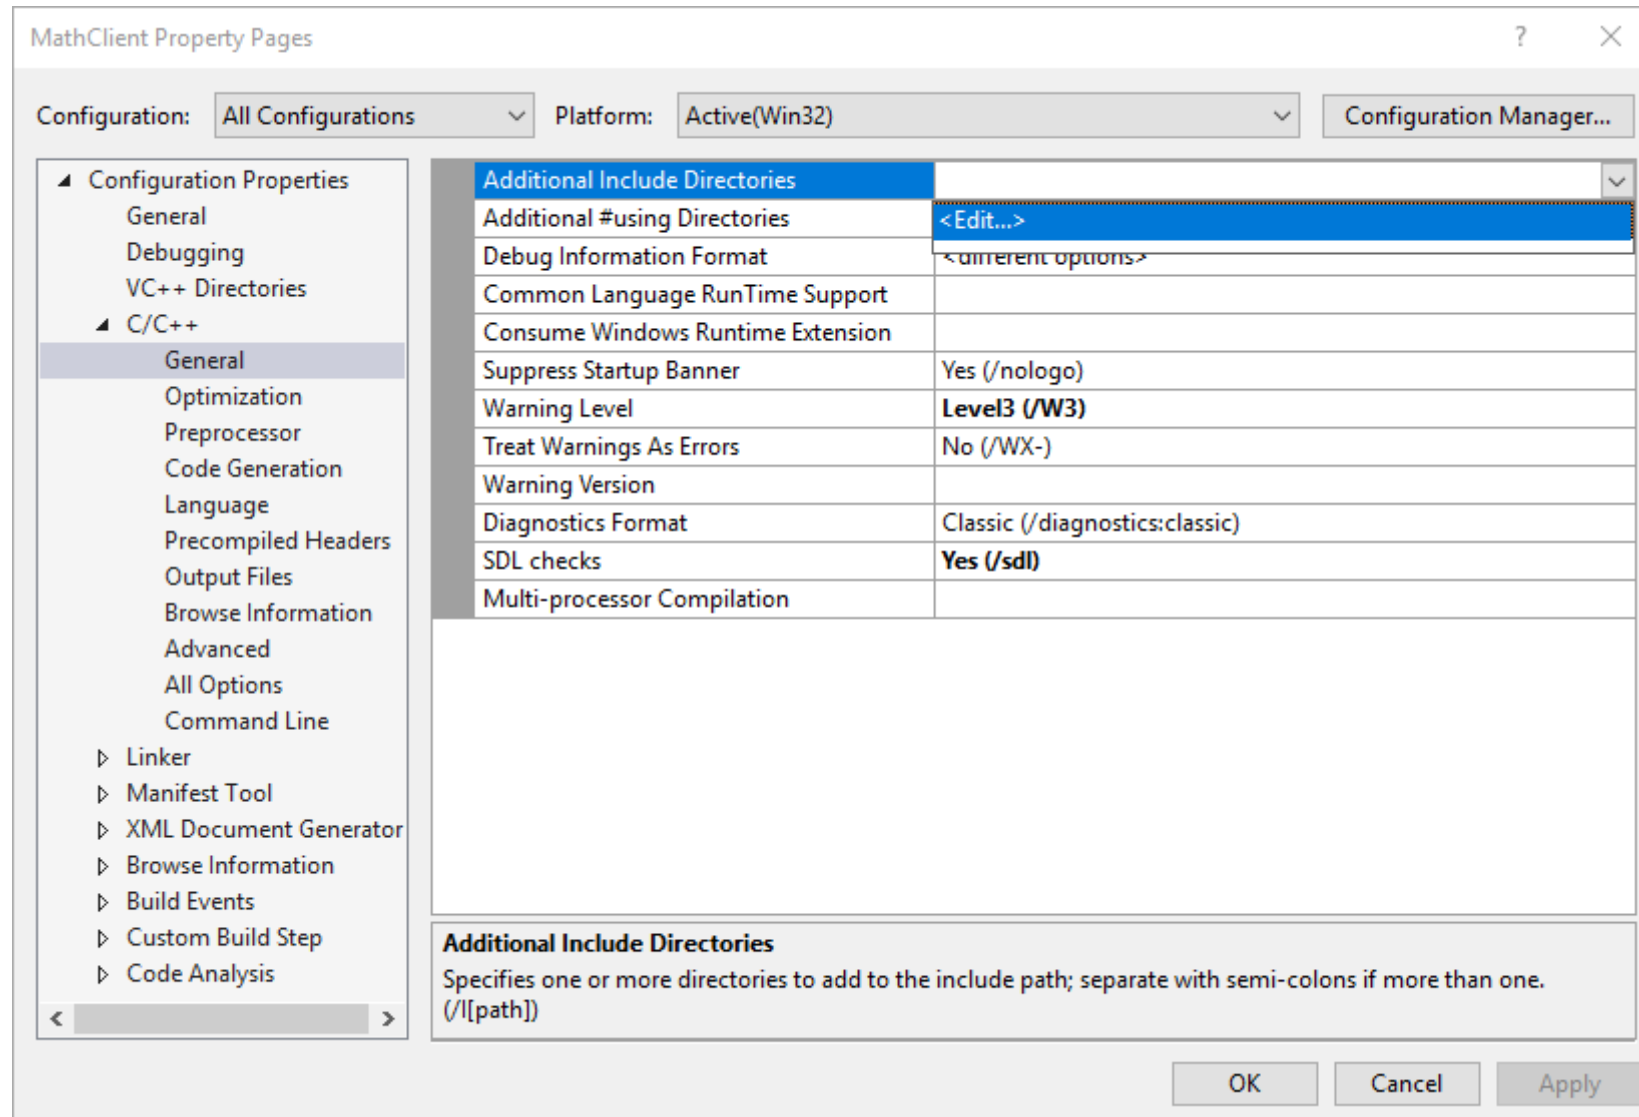 MathClient Property Pages
Configuration: All Configurations Platform: Active(Win32) Configuration Manager...
Configuration Properties
General
Debugging
VC++ Directories
C/C++
General
Optimization
Preprocessor
Code Generation
Language
Precompiled Headers
Output Files
Browse Information
Advanced
All Options
Command Line
Linker
Manifest Tool
XML Document Generator
Browse Information
Build Events
Custom Build Step
Code Analysis
Additional Include Directories
Additional #using Directories <Edit...>
Debug Information Format <different options>
Common Language RunTime Support
Consume Windows Runtime Extension
Suppress Startup Banner Yes (/nologo)
Warning Level Level3 (/W3)
Treat Warnings As Errors No (/WX-)
Warning Version
Diagnostics Format Classic (/diagnostics:classic)
SDL checks Yes (/sdl)
Multi-processor Compilation
Additional Include Directories
Specifies one or more directories to add to the include path; separate with semi-colons if more than one.
(/I[path])
OK Cancel Apply